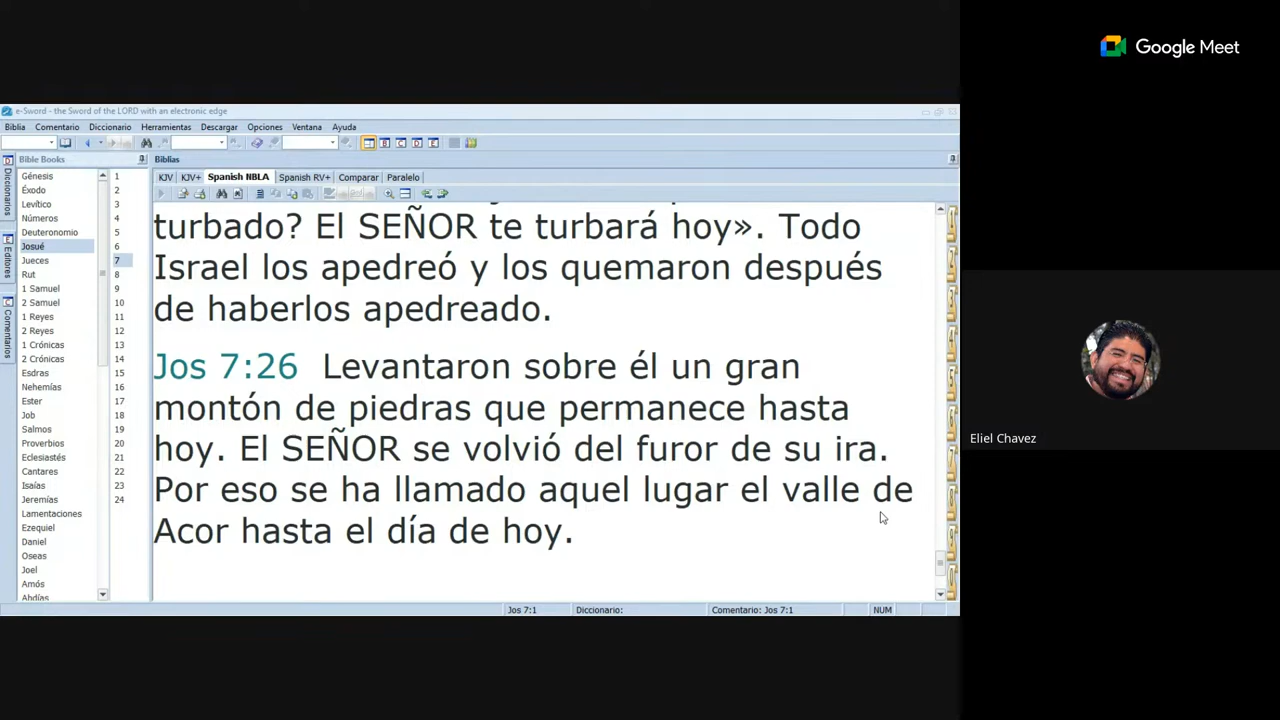 Google Meet
e-Sword - the Sword of the LORD with an electronic edge
Biblia Comentario Diccionario Herramientas Descargar Opciones Ventana Ayuda
B C D E
Bible Books
Biblias
KJV KJV+ Spanish NBLA Spanish RV+ Comparar Paralelo
Diccionarios
Editores
Comentarios
Génesis 1
Éxodo 2
Levítico 3
Números 4
Deuteronomio 5
Josué 6
Jueces 7
Rut 8
1 Samuel 9
2 Samuel 10
1 Reyes 11
2 Reyes 12
1 Crónicas 13
2 Crónicas 14
Esdras 15
Nehemías 16
Ester 17
Job 18
Salmos 19
Proverbios 20
Eclesiastés 21
Cantares 22
Isaías 23
Jeremías 24
Lamentaciones
Ezequiel
Daniel
Oseas
Joel
Amós
Abdías
turbado? El SEÑOR te turbará hoy». Todo
Israel los apedreó y los quemaron después
de haberlos apedreado.
Jos 7:26 Levantaron sobre él un gran
montón de piedras que permanece hasta
hoy. El SEÑOR se volvió del furor de su ira.
Por eso se ha llamado aquel lugar el valle de
Acor hasta el día de hoy.
Jos 7:1 Diccionario: Comentario: Jos 7:1 NUM
Eliel Chavez